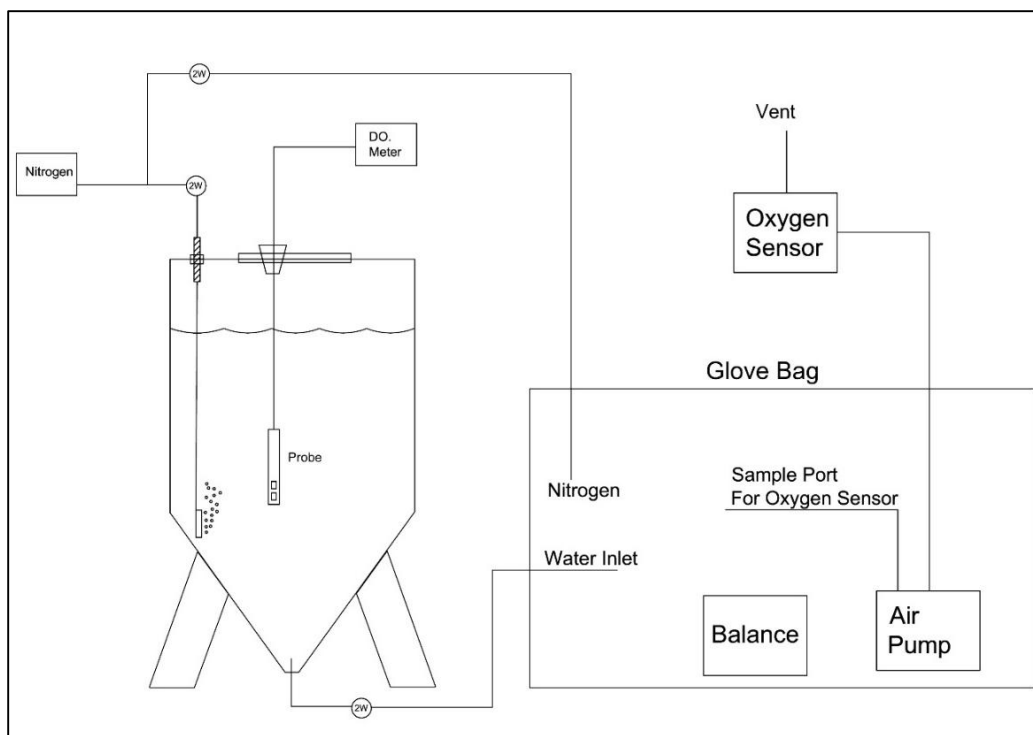 2W
DO.
Meter
Nitrogen
2W
Vent
Oxygen
Sensor
Glove Bag
Probe
Nitrogen
Sample Port
For Oxygen Sensor
Water Inlet
Balance
Air
Pump
2W